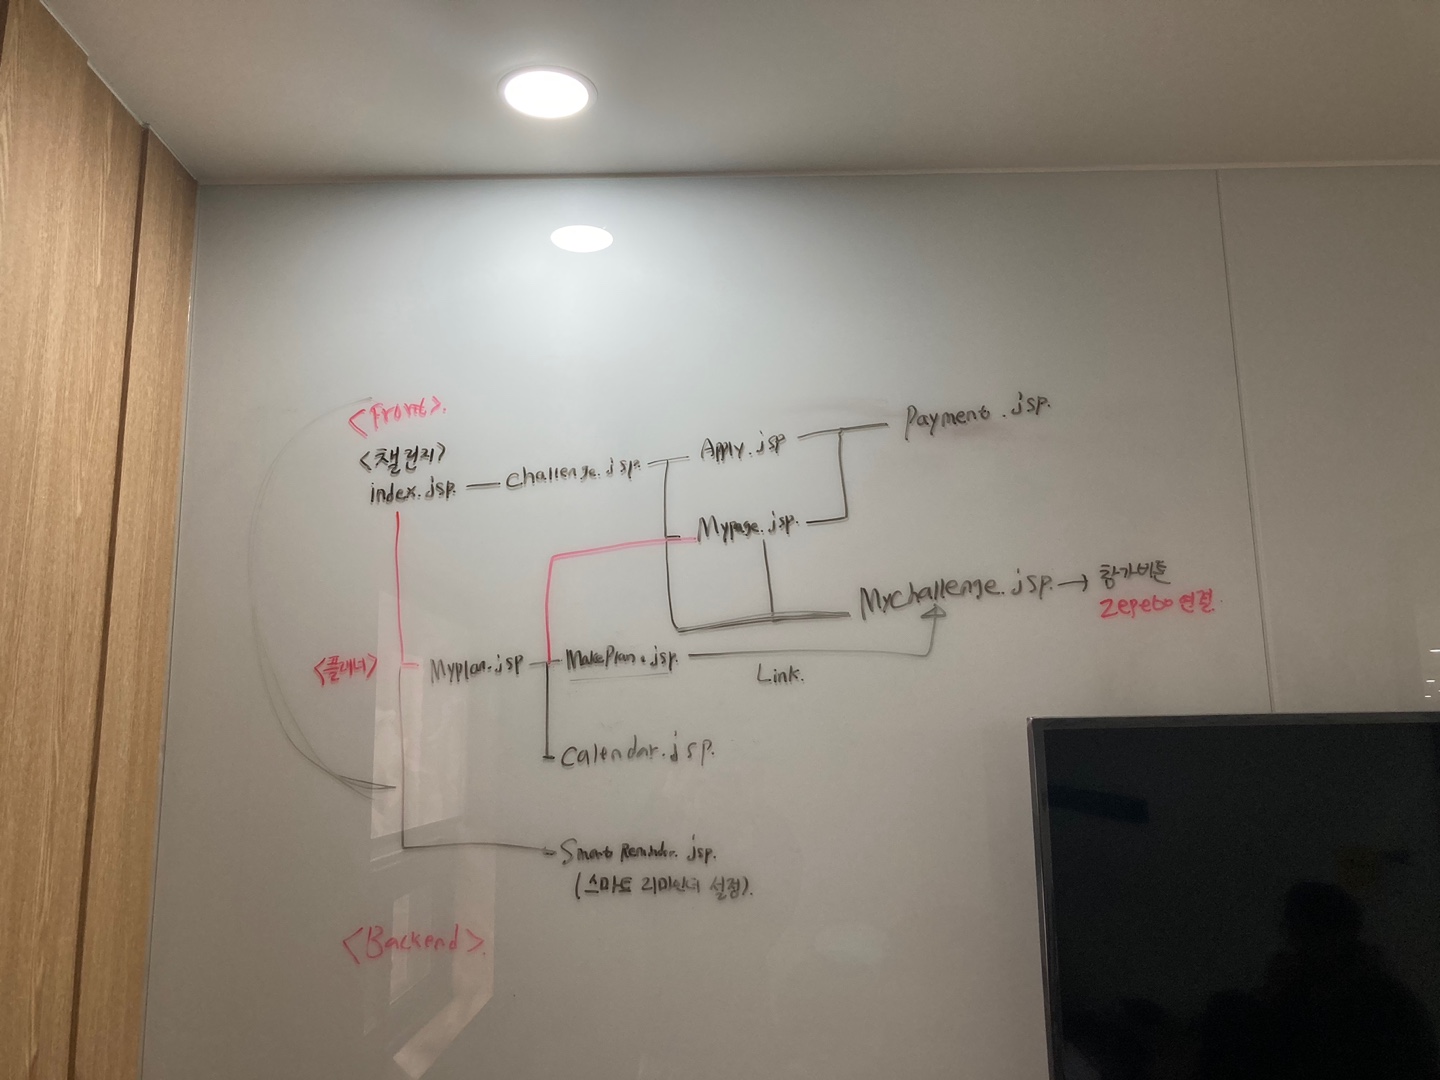 <Front>.
<챌린지>
index.jsp.
Challenge.jsp.
Apply.jsp
Payment.jsp.
Mypage.jsp.
Mychallenge.jsp.
참가버튼
Zepeto 연결.
<플래너>
Myplan.jsp
MakePlan.jsp.
Link.
Calendar.jsp.
Smart Reminder.jsp.
(스마트 리마인더 설정).
<Backend>.